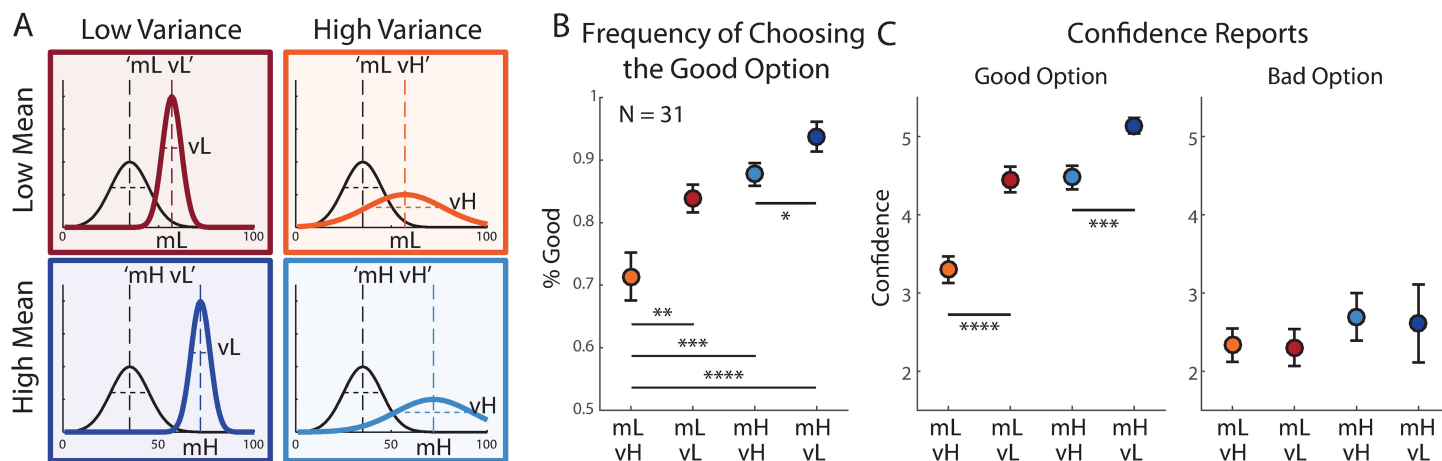 A
Low Variance
High Variance
Low Mean
High Mean
'mL vL'
vL
0
mL
100
'mL vH'
vH
0
mL
100
'mH vL'
vL
0
50
mH
100
'mH vH'
vH
0
50
mH
100
B
Frequency of Choosing
the Good Option
N = 31
% Good
1
0.9
0.8
0.7
0.6
0.5
*
**
***
****
mL
vH
mL
vL
mH
vH
mH
vL
C
Confidence Reports
Good Option
Confidence
5
4
3
2
***
****
mL
vH
mL
vL
mH
vH
mH
vL
Bad Option
5
4
3
2
mL
vH
mL
vL
mH
vH
mH
vL